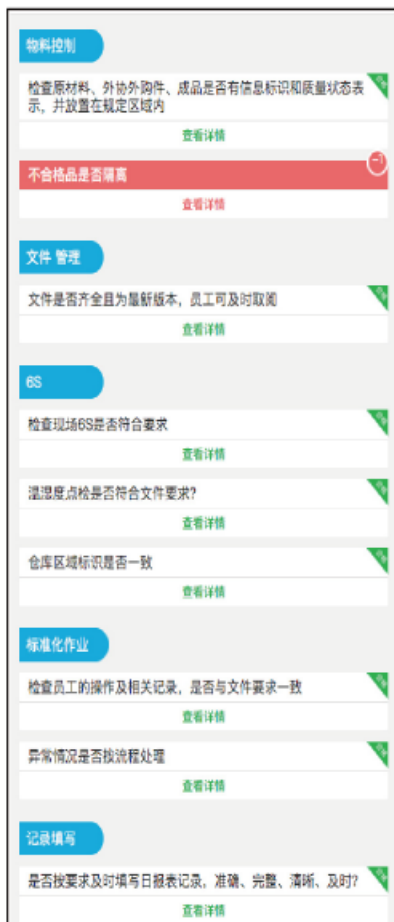 物料控制
检查原材料、外协外购件、成品是否有信息标识和质量状态表
示，并放置在规定区域内
查看详情
-1
不合格品是否隔离
查看详情
文件 管理
文件是否齐全且为最新版本，员工可及时取阅
查看详情
6S
检查现场6S是否符合要求
查看详情
温湿度点检是否符合文件要求?
查看详情
仓库区域标识是否一致
查看详情
标准化作业
检查员工的操作及相关记录，是否与文件要求一致
查看详情
异常情况是否按流程处理
查看详情
记录填写
是否按要求及时填写日报表记录，准确、完整、清晰、及时?
查看详情